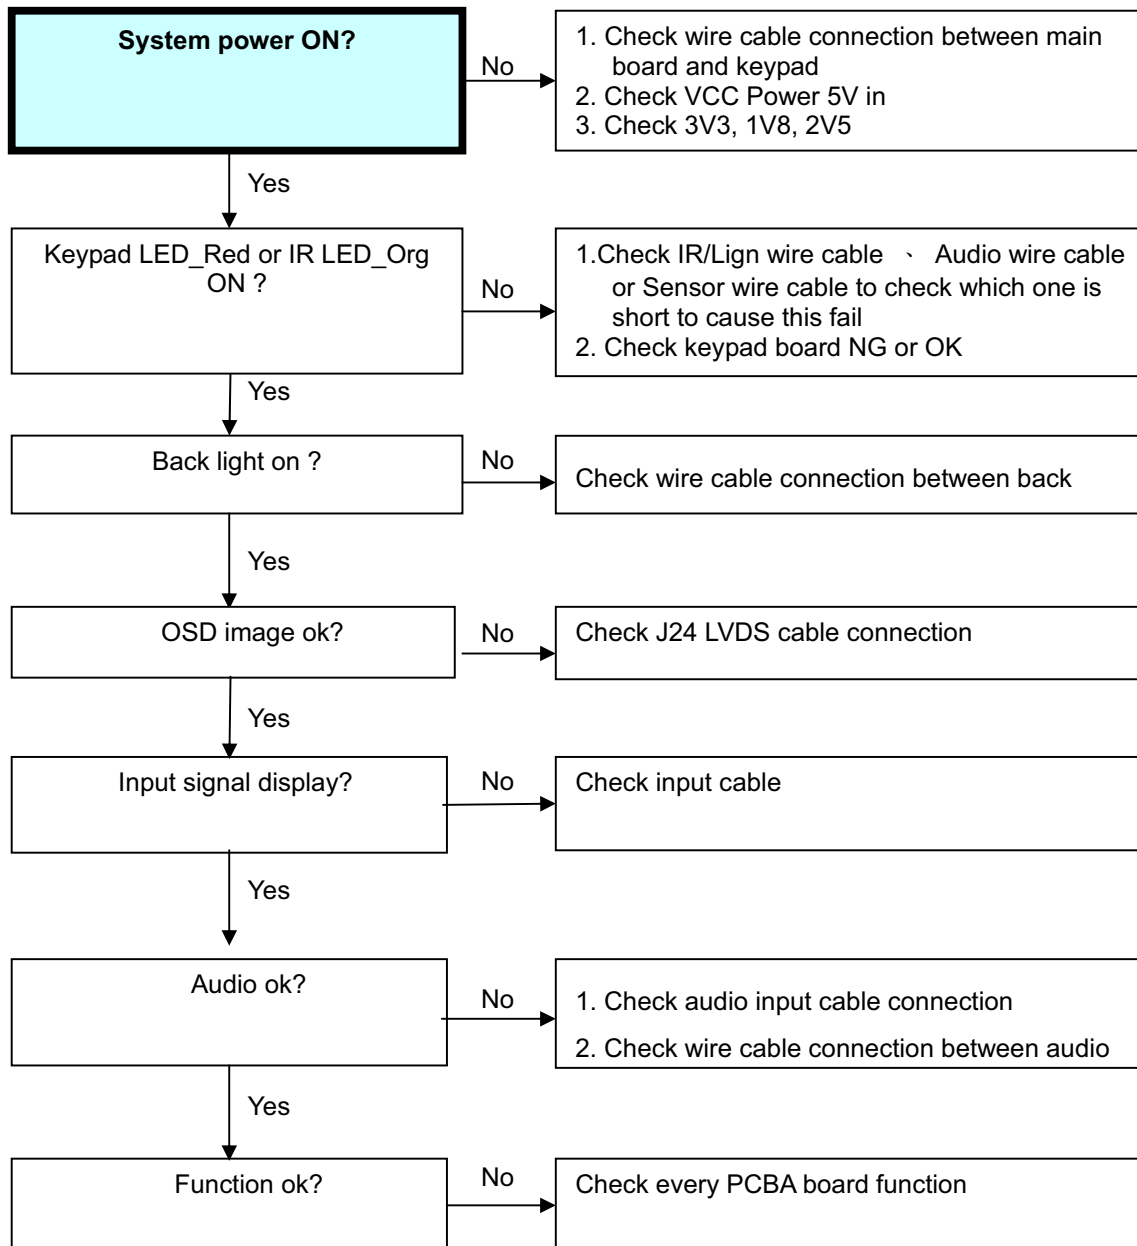 System power ON?
No
1. Check wire cable connection between main
board and keypad
2. Check VCC Power 5V in
3. Check 3V3, 1V8, 2V5
Yes
Keypad LED_Red or IR LED_Org
ON ?
No
1.Check IR/Lign wire cable 、 Audio wire cable
or Sensor wire cable to check which one is
short to cause this fail
2. Check keypad board NG or OK
Yes
Back light on ?
No
Check wire cable connection between back
Yes
OSD image ok?
No
Check J24 LVDS cable connection
Yes
Input signal display?
No
Check input cable
Yes
Audio ok?
No
1. Check audio input cable connection
2. Check wire cable connection between audio
Yes
Function ok?
No
Check every PCBA board function